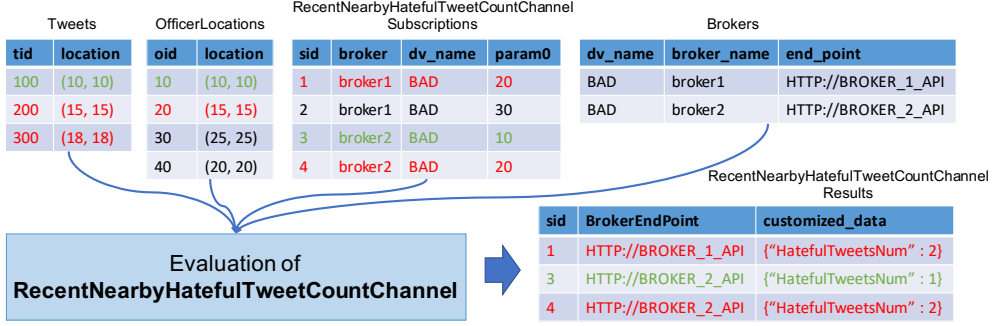 Tweets
tid location
100 (10, 10)
200 (15, 15)
300 (18, 18)
OfficerLocations
oid location
10 (10, 10)
20 (15, 15)
30 (25, 25)
40 (20, 20)
RecentNearbyHatefulTweetCountChannel
Subscriptions
sid broker dv_name param0
1 broker1 BAD 20
2 broker1 BAD 30
3 broker2 BAD 10
4 broker2 BAD 20
Brokers
dv_name broker_name end_point
BAD broker1 HTTP://BROKER_1_API
BAD broker2 HTTP://BROKER_2_API
Evaluation of
RecentNearbyHatefulTweetCountChannel
RecentNearbyHatefulTweetCountChannel
Results
sid BrokerEndPoint customized_data
1 HTTP://BROKER_1_API {“HatefulTweetsNum” : 2}
3 HTTP://BROKER_2_API {“HatefulTweetsNum” : 1}
4 HTTP://BROKER_2_API {“HatefulTweetsNum” : 2}